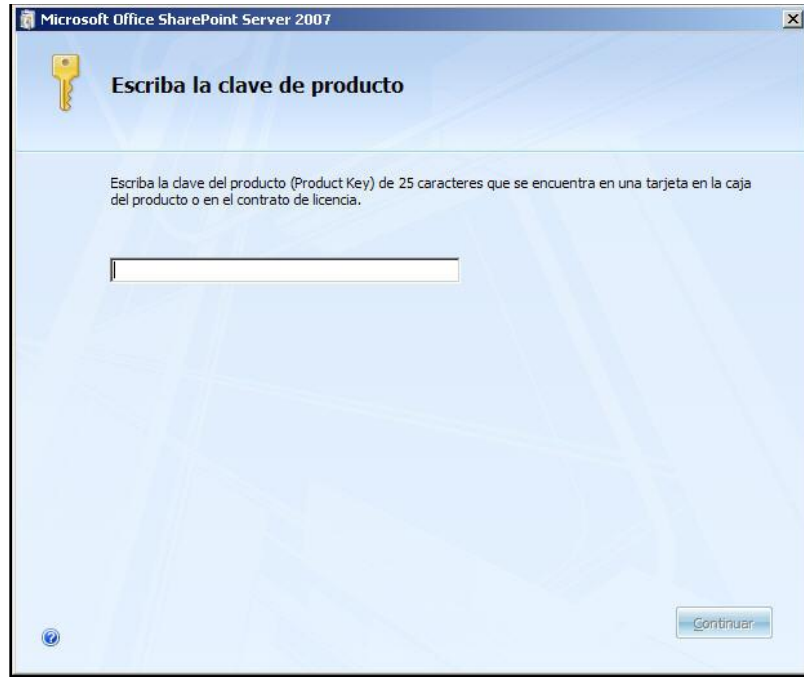 Microsoft Office SharePoint Server 2007
Escriba la clave de producto
Escriba la clave del producto (Product Key) de 25 caracteres que se encuentra en una tarjeta en la caja
del producto o en el contrato de licencia.
Continuar